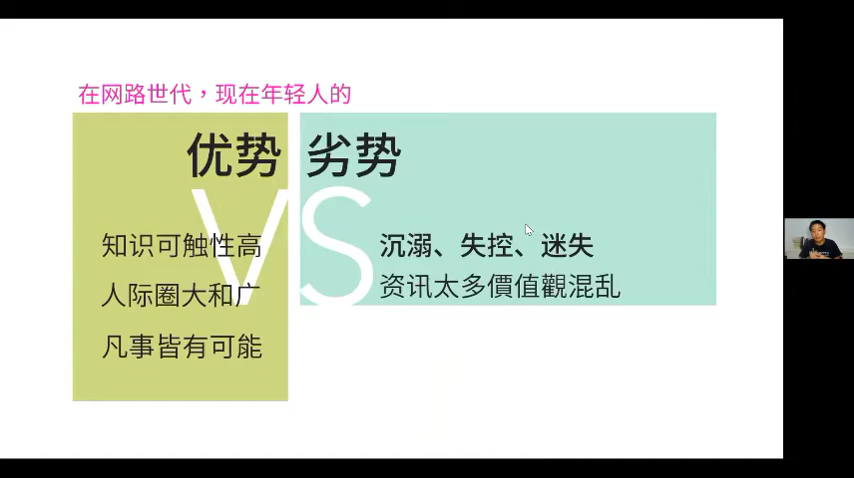 在网路世代，现在年轻人的
优势
劣势
VS
知识可触性高
人际圈大和广
凡事皆有可能
沉溺、失控、迷失
资讯太多價值觀混乱